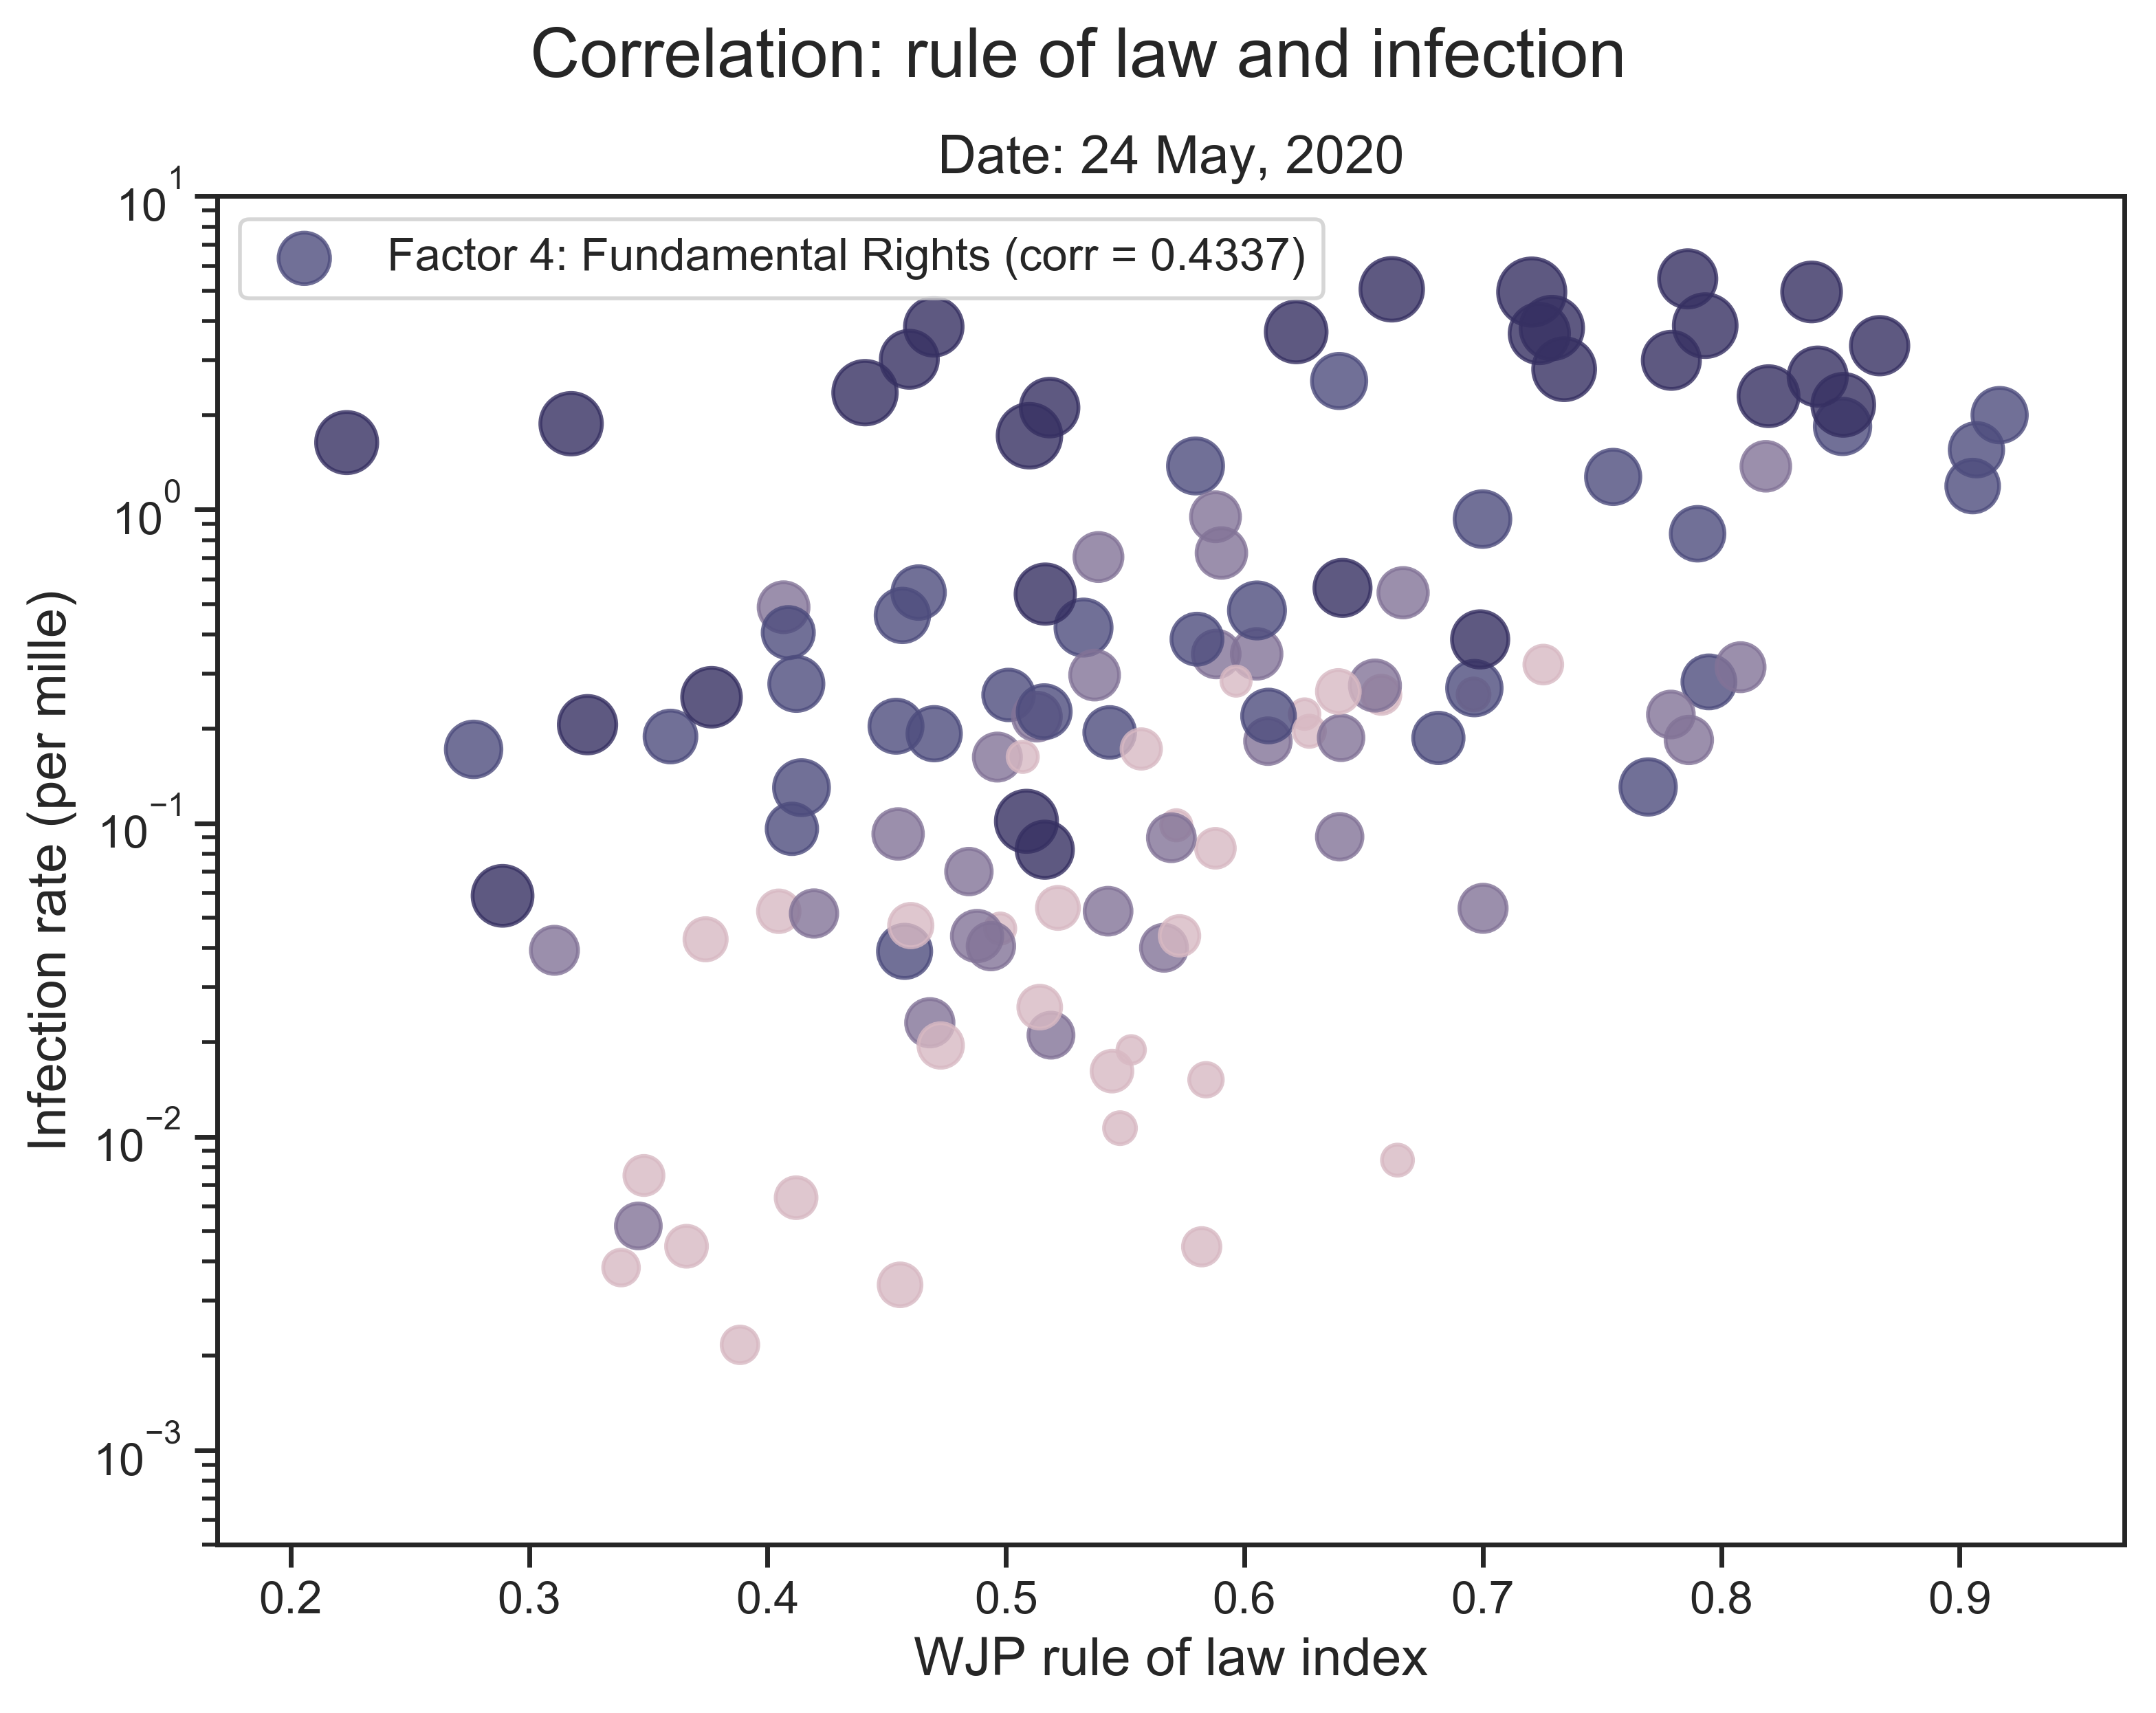 Correlation: rule of law and infection
Date: 24 May, 2020
Factor 4: Fundamental Rights (corr = 0.4337)
Infection rate (per mille)
10^1
10^0
10^−1
10^−2
10^−3
0.2 0.3 0.4 0.5 0.6 0.7 0.8 0.9
WJP rule of law index